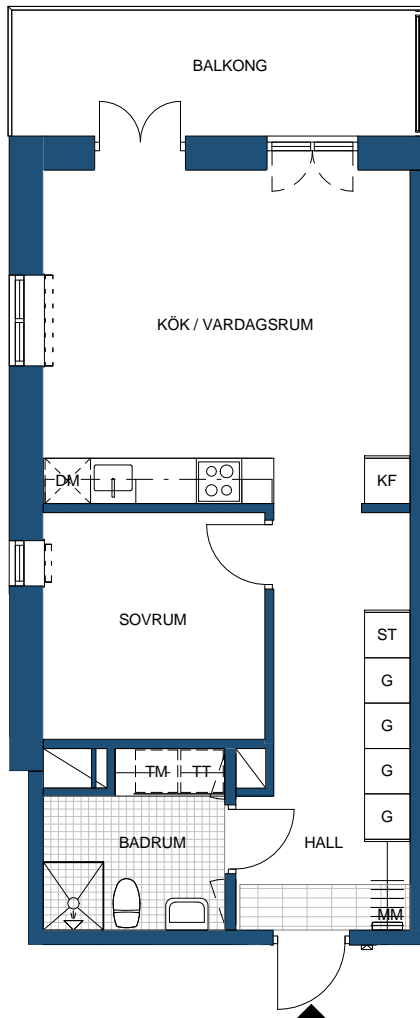 BALKONG
KÖK / VARDAGSRUM
DM
KF
SOVRUM
ST
G
G
G
G
TM
TT
BADRUM
HALL
MM